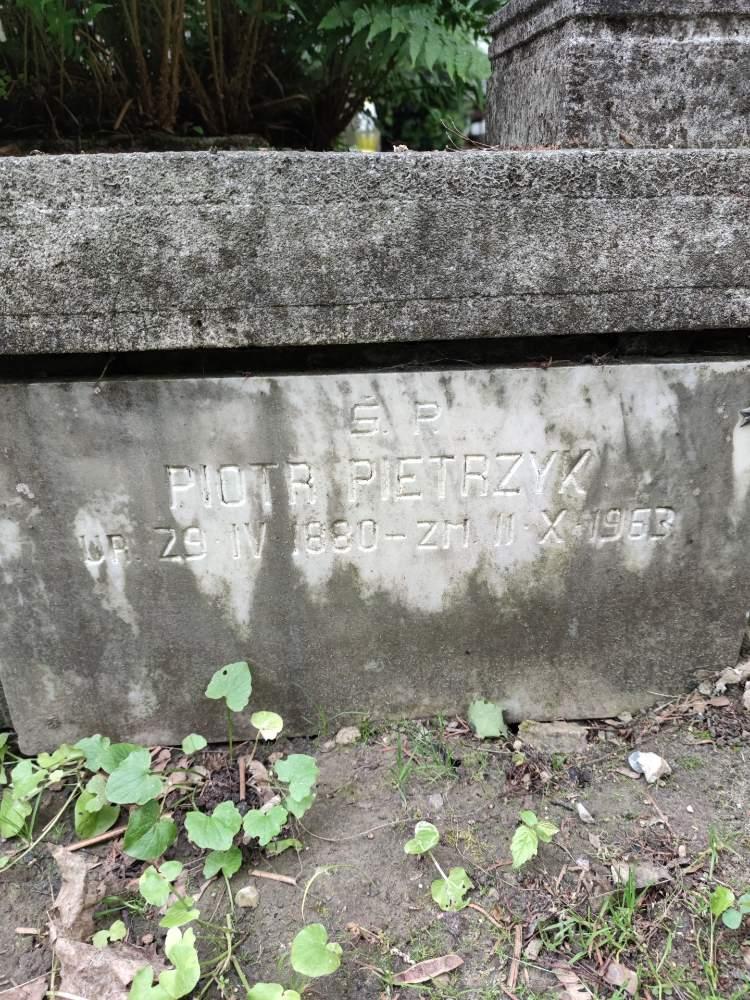 Ś. P.
PIOTR PIETRZYK
UR. 29·IV·1880 – ZM. 11·X·1963